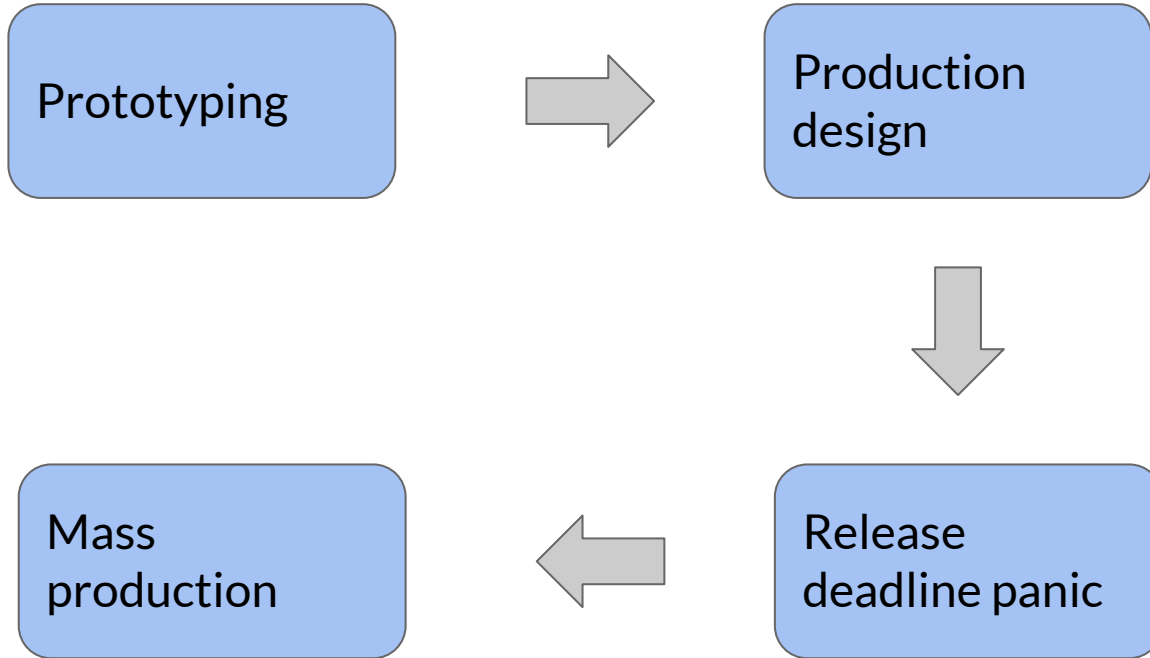 Prototyping
Production
design
Release
deadline panic
Mass
production